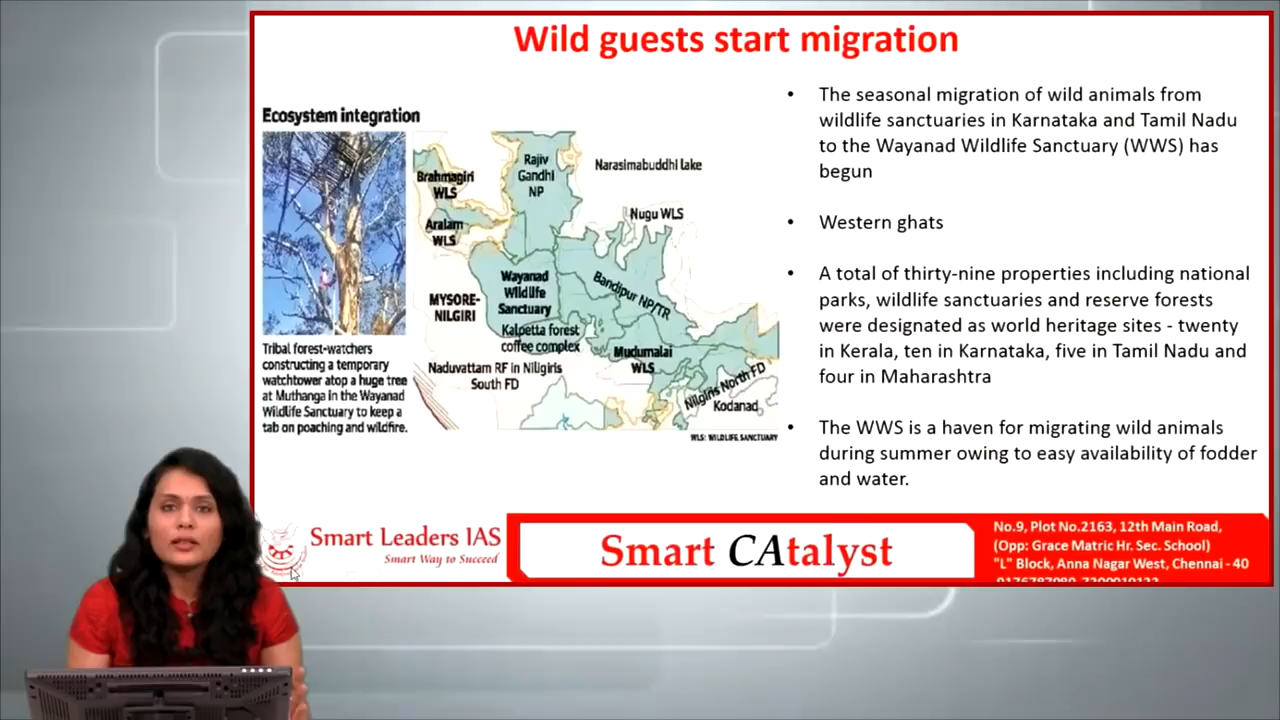 Wild guests start migration
Ecosystem integration
Brahmagiri
WLS
Rajiv
Gandhi
NP
Narasimabuddhi lake
Aralam
WLS
Nugu WLS
MYSORE-
NILGIRI
Wayanad
Wildlife
Sanctuary
Bandipur NP/TR
Kalpetta forest
coffee complex
Mudumalai
WLS
Naduvattam RF in Niligiris
South FD
Nilgiris North FD
Kodanad
WLS: WILDLIFE SANCTUARY
Tribal forest-watchers
constructing a temporary
watchtower atop a huge tree
at Muthanga in the Wayanad
Wildlife Sanctuary to keep a
tab on poaching and wildfire.
• The seasonal migration of wild animals from
wildlife sanctuaries in Karnataka and Tamil Nadu
to the Wayanad Wildlife Sanctuary (WWS) has
begun
• Western ghats
• A total of thirty-nine properties including national
parks, wildlife sanctuaries and reserve forests
were designated as world heritage sites - twenty
in Kerala, ten in Karnataka, five in Tamil Nadu and
four in Maharashtra
• The WWS is a haven for migrating wild animals
during summer owing to easy availability of fodder
and water.
Smart Leaders IAS
Smart Way to Succeed
Smart CAtalyst
No.9, Plot No.2163, 12th Main Road,
(Opp: Grace Matric Hr. Sec. School)
"L" Block, Anna Nagar West, Chennai - 40